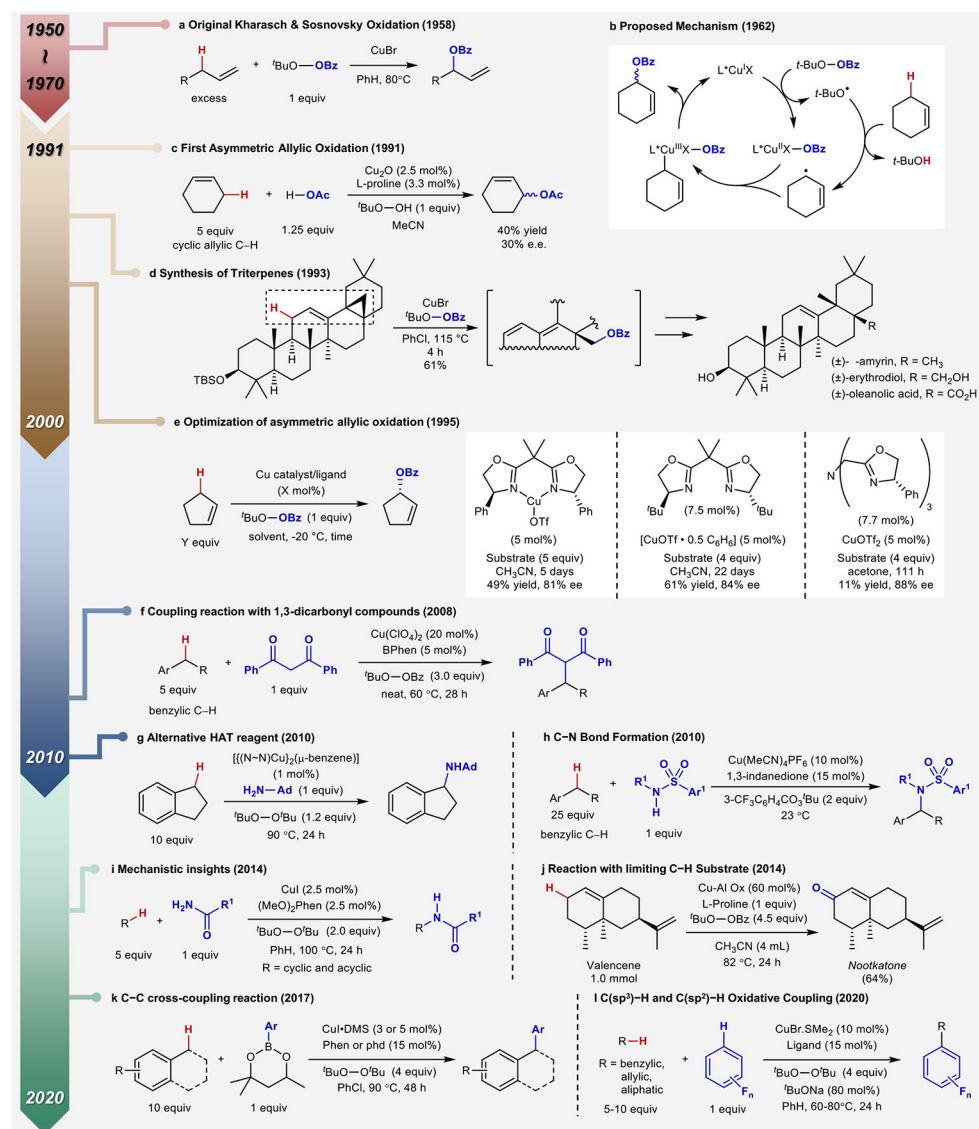 1950
~
1970
a Original Kharasch & Sosnovsky Oxidation (1958)
H
R
excess
+
ᵗBuO—OBz
1 equiv
CuBr
PhH, 80°C
OBz
R
b Proposed Mechanism (1962)
OBz
L*CuᴵX
t-BuO—OBz
t-BuO•
H
L*CuᴵᴵᴵX—OBz
L*CuᴵᴵX—OBz
t-BuOH
1991
c First Asymmetric Allylic Oxidation (1991)
H
5 equiv
cyclic allylic C–H
+
H—OAc
1.25 equiv
Cu₂O (2.5 mol%)
L-proline (3.3 mol%)
ᵗBuO—OH (1 equiv)
MeCN
OAc
40% yield
30% e.e.
d Synthesis of Triterpenes (1993)
H
H
H
TBSO
CuBr
ᵗBuO—OBz
PhCl, 115 °C
4 h
61%
OBz
H
H
R
HO
(±)- -amyrin, R = CH₃
(±)-erythrodiol, R = CH₂OH
(±)-oleanolic acid, R = CO₂H
2000
e Optimization of asymmetric allylic oxidation (1995)
H
Y equiv
Cu catalyst/ligand
(X mol%)
ᵗBuO—OBz (1 equiv)
solvent, -20 °C, time
OBz
O
O
N
N
Cu
Ph
OTf
Ph
(5 mol%)
Substrate (5 equiv)
CH₃CN, 5 days
49% yield, 81% ee
O
O
N
N
ᵗBu
(7.5 mol%)
ᵗBu
[CuOTf • 0.5 C₆H₆] (5 mol%)
Substrate (4 equiv)
CH₃CN, 22 days
61% yield, 84% ee
N
O
N
Ph
3
(7.7 mol%)
CuOTf₂ (5 mol%)
Substrate (4 equiv)
acetone, 111 h
11% yield, 88% ee
f Coupling reaction with 1,3-dicarbonyl compounds (2008)
H
Ar
R
5 equiv
benzylic C–H
+
O
O
Ph
Ph
1 equiv
Cu(ClO₄)₂ (20 mol%)
BPhen (5 mol%)
ᵗBuO—OBz (3.0 equiv)
neat, 60 °C, 28 h
O
O
Ph
Ph
Ar
R
2010
g Alternative HAT reagent (2010)
H
10 equiv
[((N~N)Cu}₂(μ-benzene)]
(1 mol%)
H₂N—Ad (1 equiv)
ᵗBuO—OᵗBu (1.2 equiv)
90 °C, 24 h
NHAd
h C–N Bond Formation (2010)
H
Ar
R
25 equiv
benzylic C–H
+
R¹
N
H
O
O
S
Ar¹
1 equiv
Cu(MeCN)₄PF₆ (10 mol%)
1,3-indanedione (15 mol%)
3-CF₃C₆H₄CO₃ᵗBu (2 equiv)
23 °C
O
O
R¹
N
S
Ar¹
Ar
R
i Mechanistic insights (2014)
R
H
5 equiv
+
H₂N
R¹
O
1 equiv
CuI (2.5 mol%)
(MeO)₂Phen (2.5 mol%)
ᵗBuO—OᵗBu (2.0 equiv)
PhH, 100 °C, 24 h
R = cyclic and acyclic
H
R
N
R¹
O
j Reaction with limiting C–H Substrate (2014)
H
Valencene
1.0 mmol
Cu-Al Ox (60 mol%)
L-Proline (1 equiv)
ᵗBuO—OBz (4.5 equiv)
CH₃CN (4 mL)
82 °C, 24 h
O
Nootkatone
(64%)
k C–C cross-coupling reaction (2017)
H
R
10 equiv
+
Ar
B
O
O
1 equiv
CuI•DMS (3 or 5 mol%)
Phen or phd (15 mol%)
ᵗBuO—OᵗBu (4 equiv)
PhCl, 90 °C, 48 h
Ar
R
l C(sp³)–H and C(sp²)–H Oxidative Coupling (2020)
R—H
R = benzylic,
allylic,
aliphatic
5-10 equiv
+
H
Fₙ
1 equiv
CuBr.SMe₂ (10 mol%)
Ligand (15 mol%)
ᵗBuO—OᵗBu (4 equiv)
ᵗBuONa (80 mol%)
PhH, 60-80°C, 24 h
R
Fₙ
2020